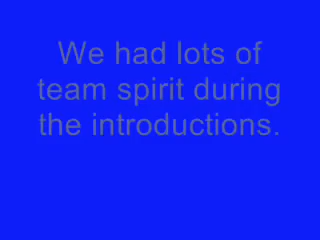 We had lots of
team spirit during
the introductions.